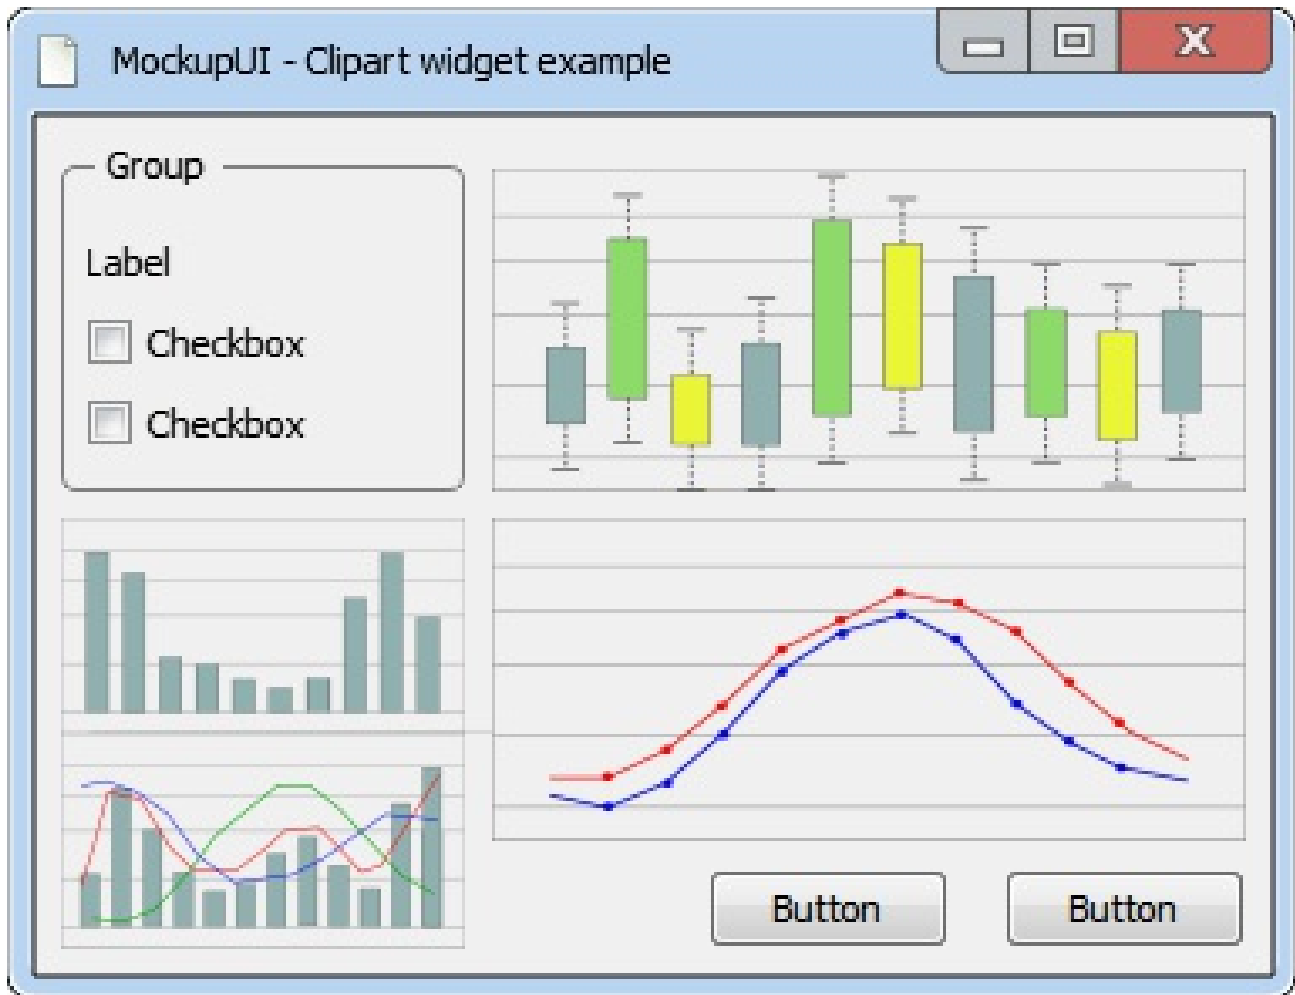 MockupUI - Clipart widget example
Group
Label
Checkbox
Checkbox
Button Button